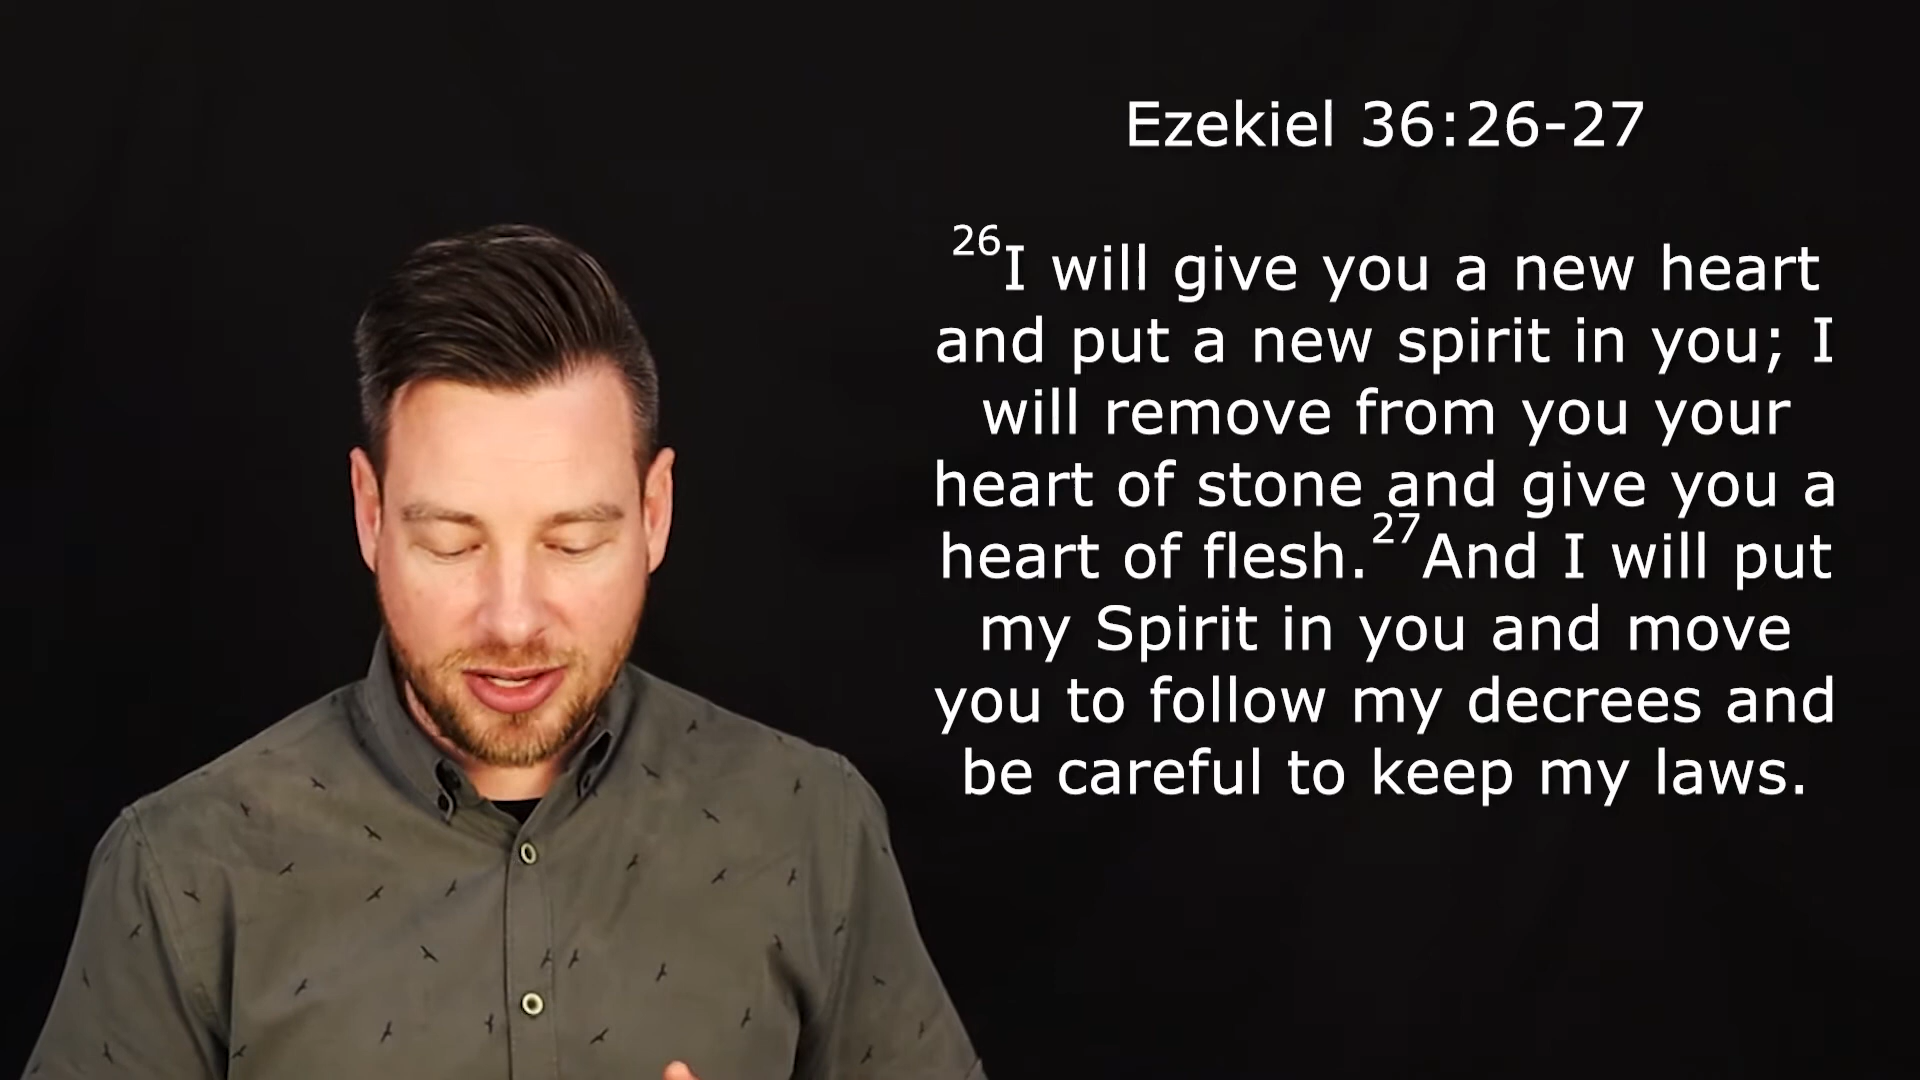 Ezekiel 36:26-27
26I will give you a new heart
and put a new spirit in you; I
will remove from you your
heart of stone and give you a
heart of flesh. 27And I will put
my Spirit in you and move
you to follow my decrees and
be careful to keep my laws.